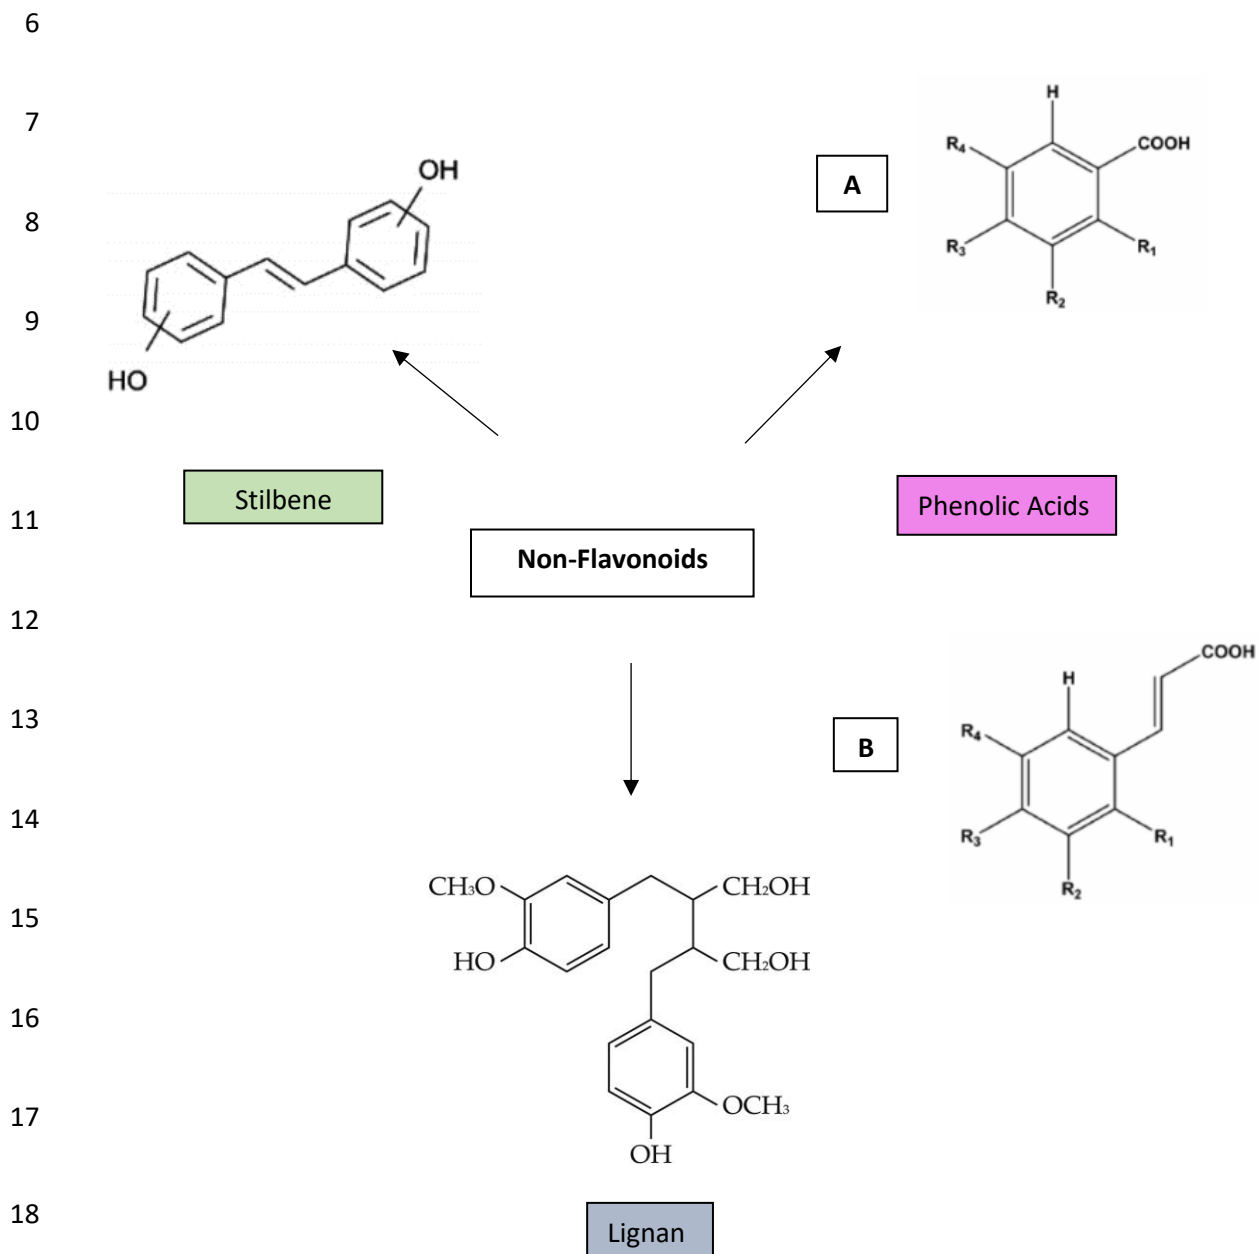 6
7
8
9
10
11
12
13
14
15
16
17
18
OH
HO
Stilbene
A
H
R₄
COOH
R₃
R₁
R₂
Phenolic Acids
Non-Flavonoids
B
COOH
H
R₄
R₃
R₁
R₂
CH₃O
CH₂OH
HO
CH₂OH
OCH₃
OH
Lignan